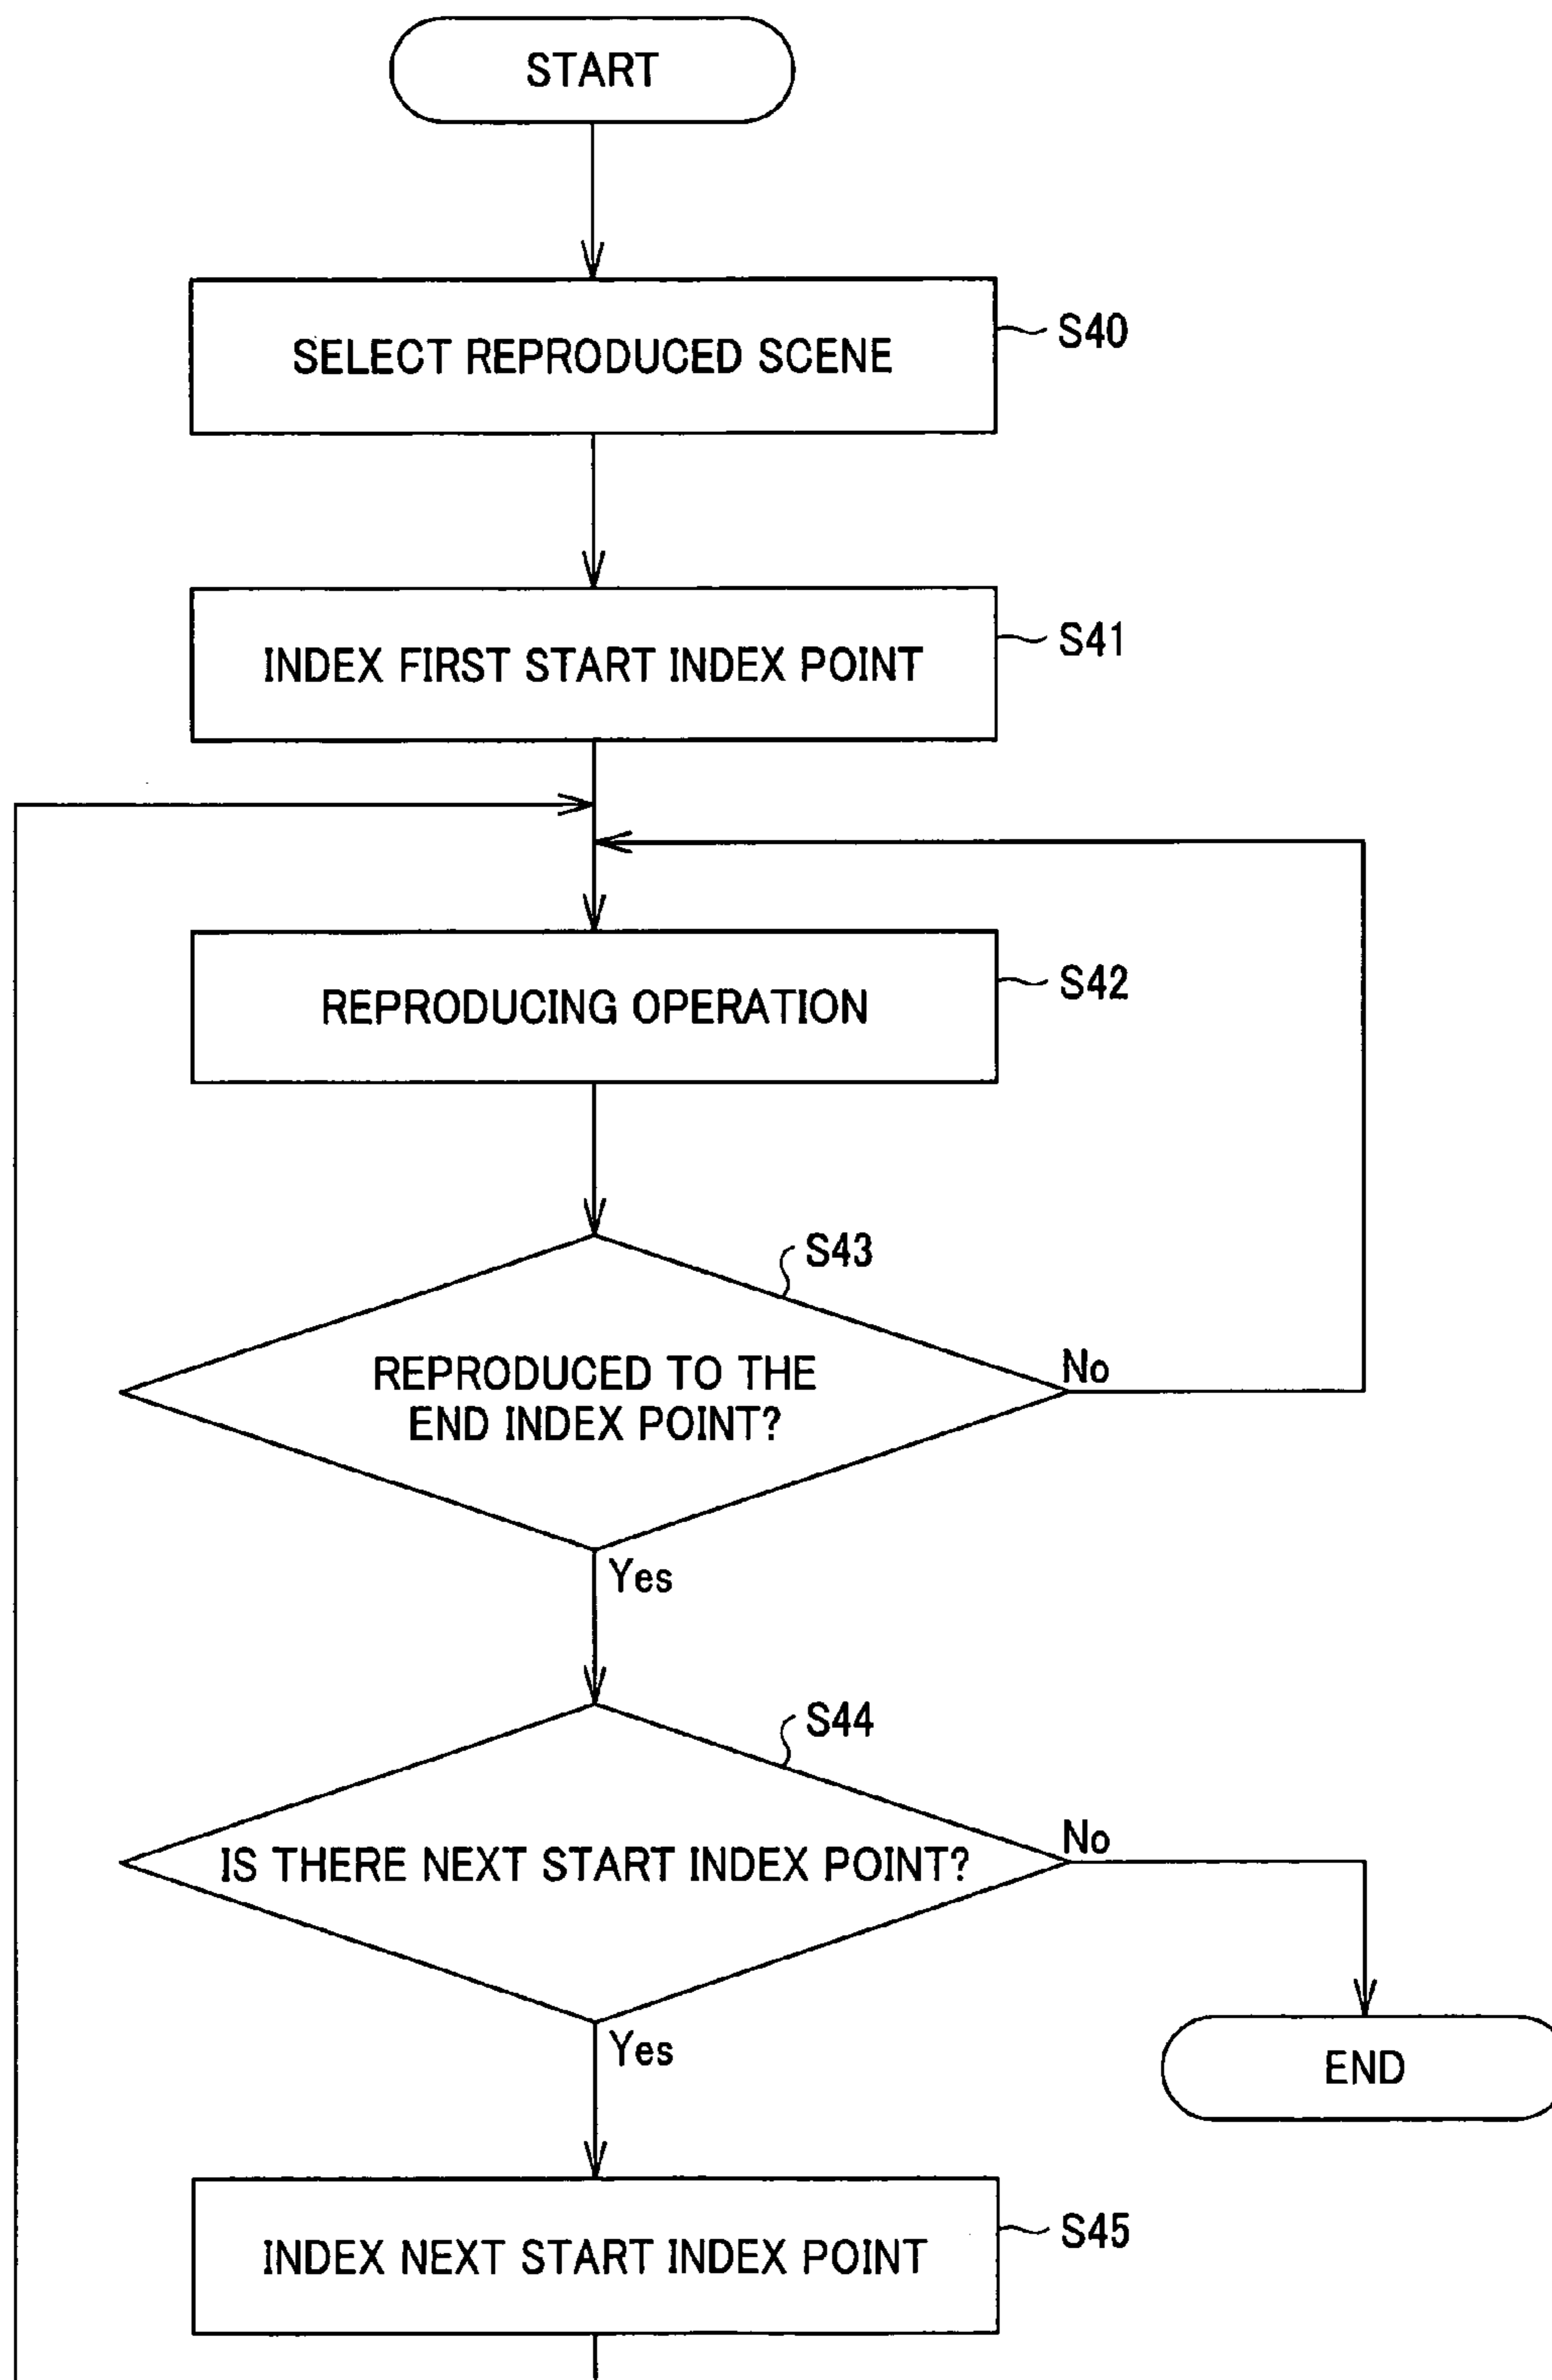 START
SELECT REPRODUCED SCENE
S40
INDEX FIRST START INDEX POINT
S41
REPRODUCING OPERATION
S42
S43
REPRODUCED TO THE
END INDEX POINT?
No
Yes
S44
IS THERE NEXT START INDEX POINT?
No
Yes
END
INDEX NEXT START INDEX POINT
S45